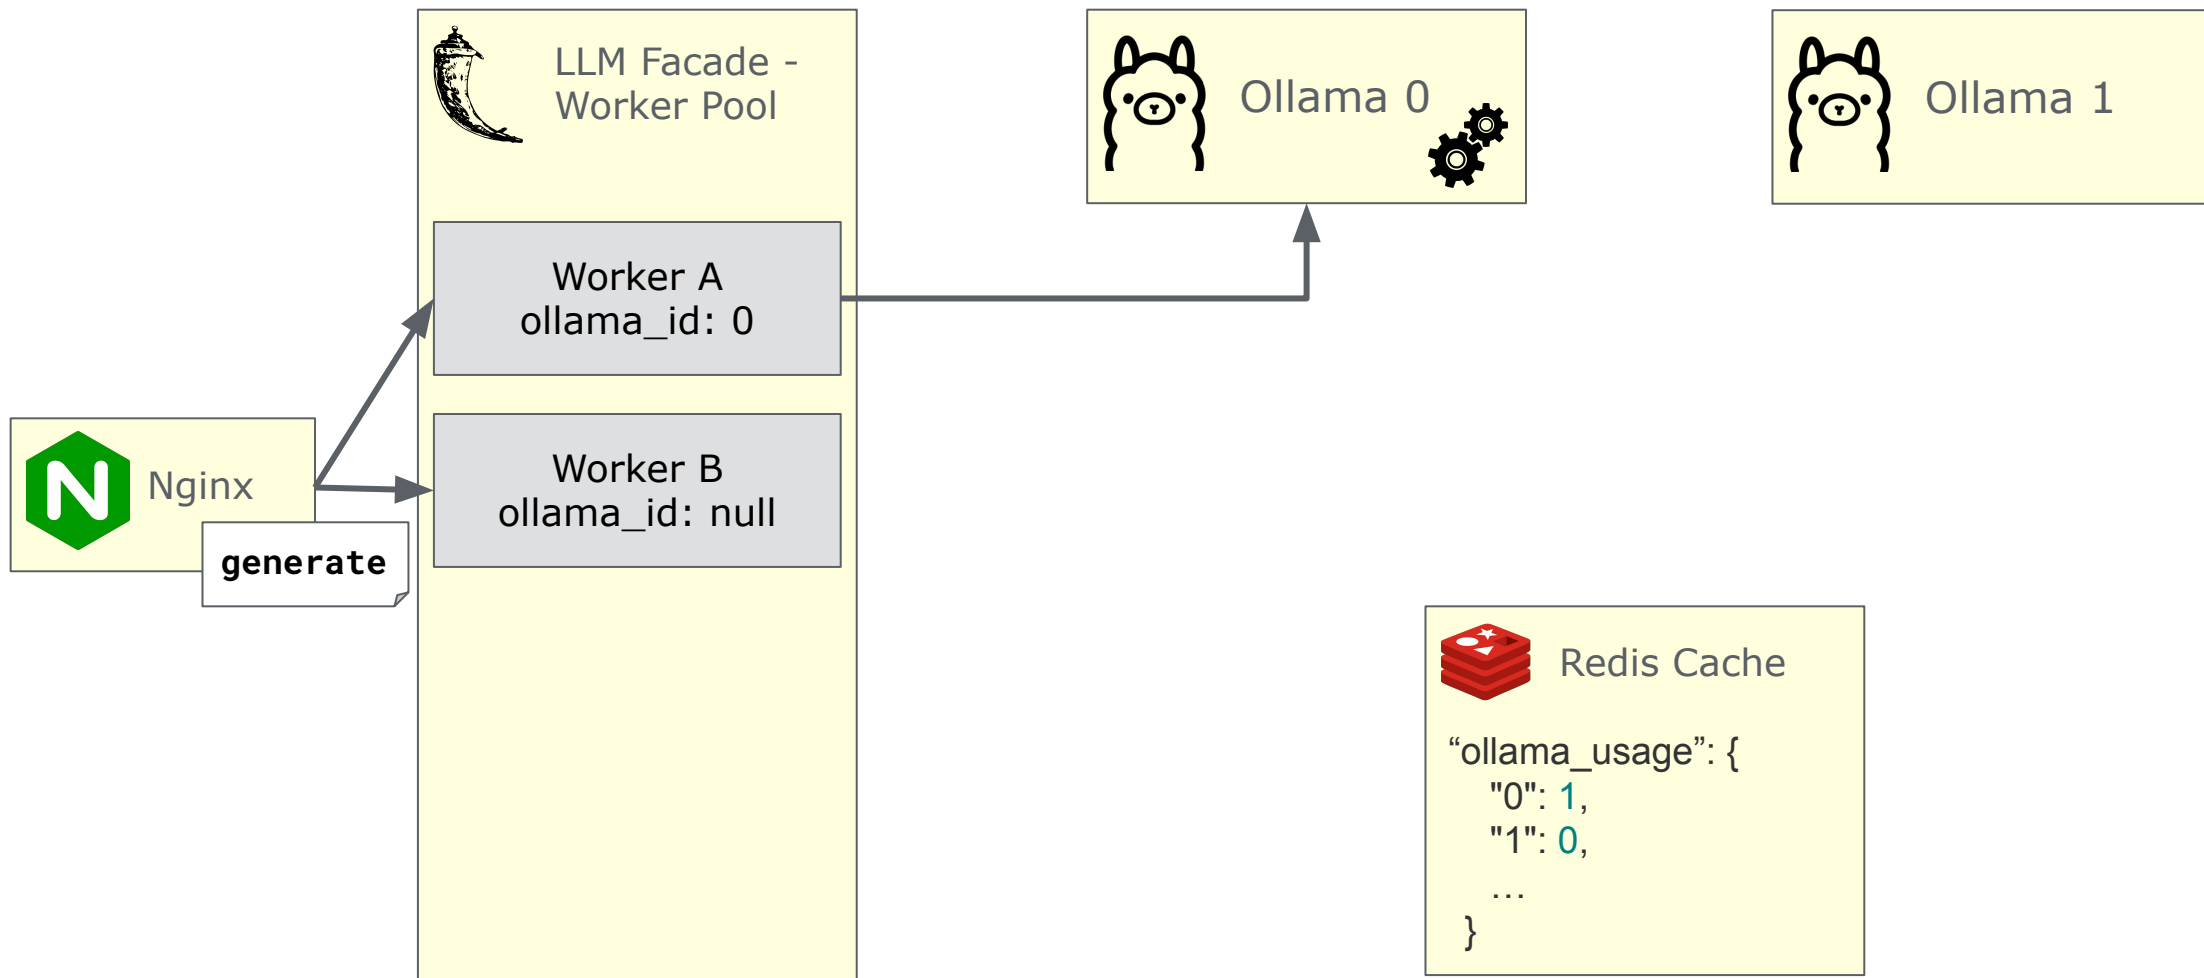 LLM Facade -
Worker Pool
Ollama 0
Ollama 1
Worker A
ollama_id: 0
Worker B
ollama_id: null
Nginx
generate
Redis Cache
“ollama_usage”: {
"0": 1,
"1": 0,
…
}